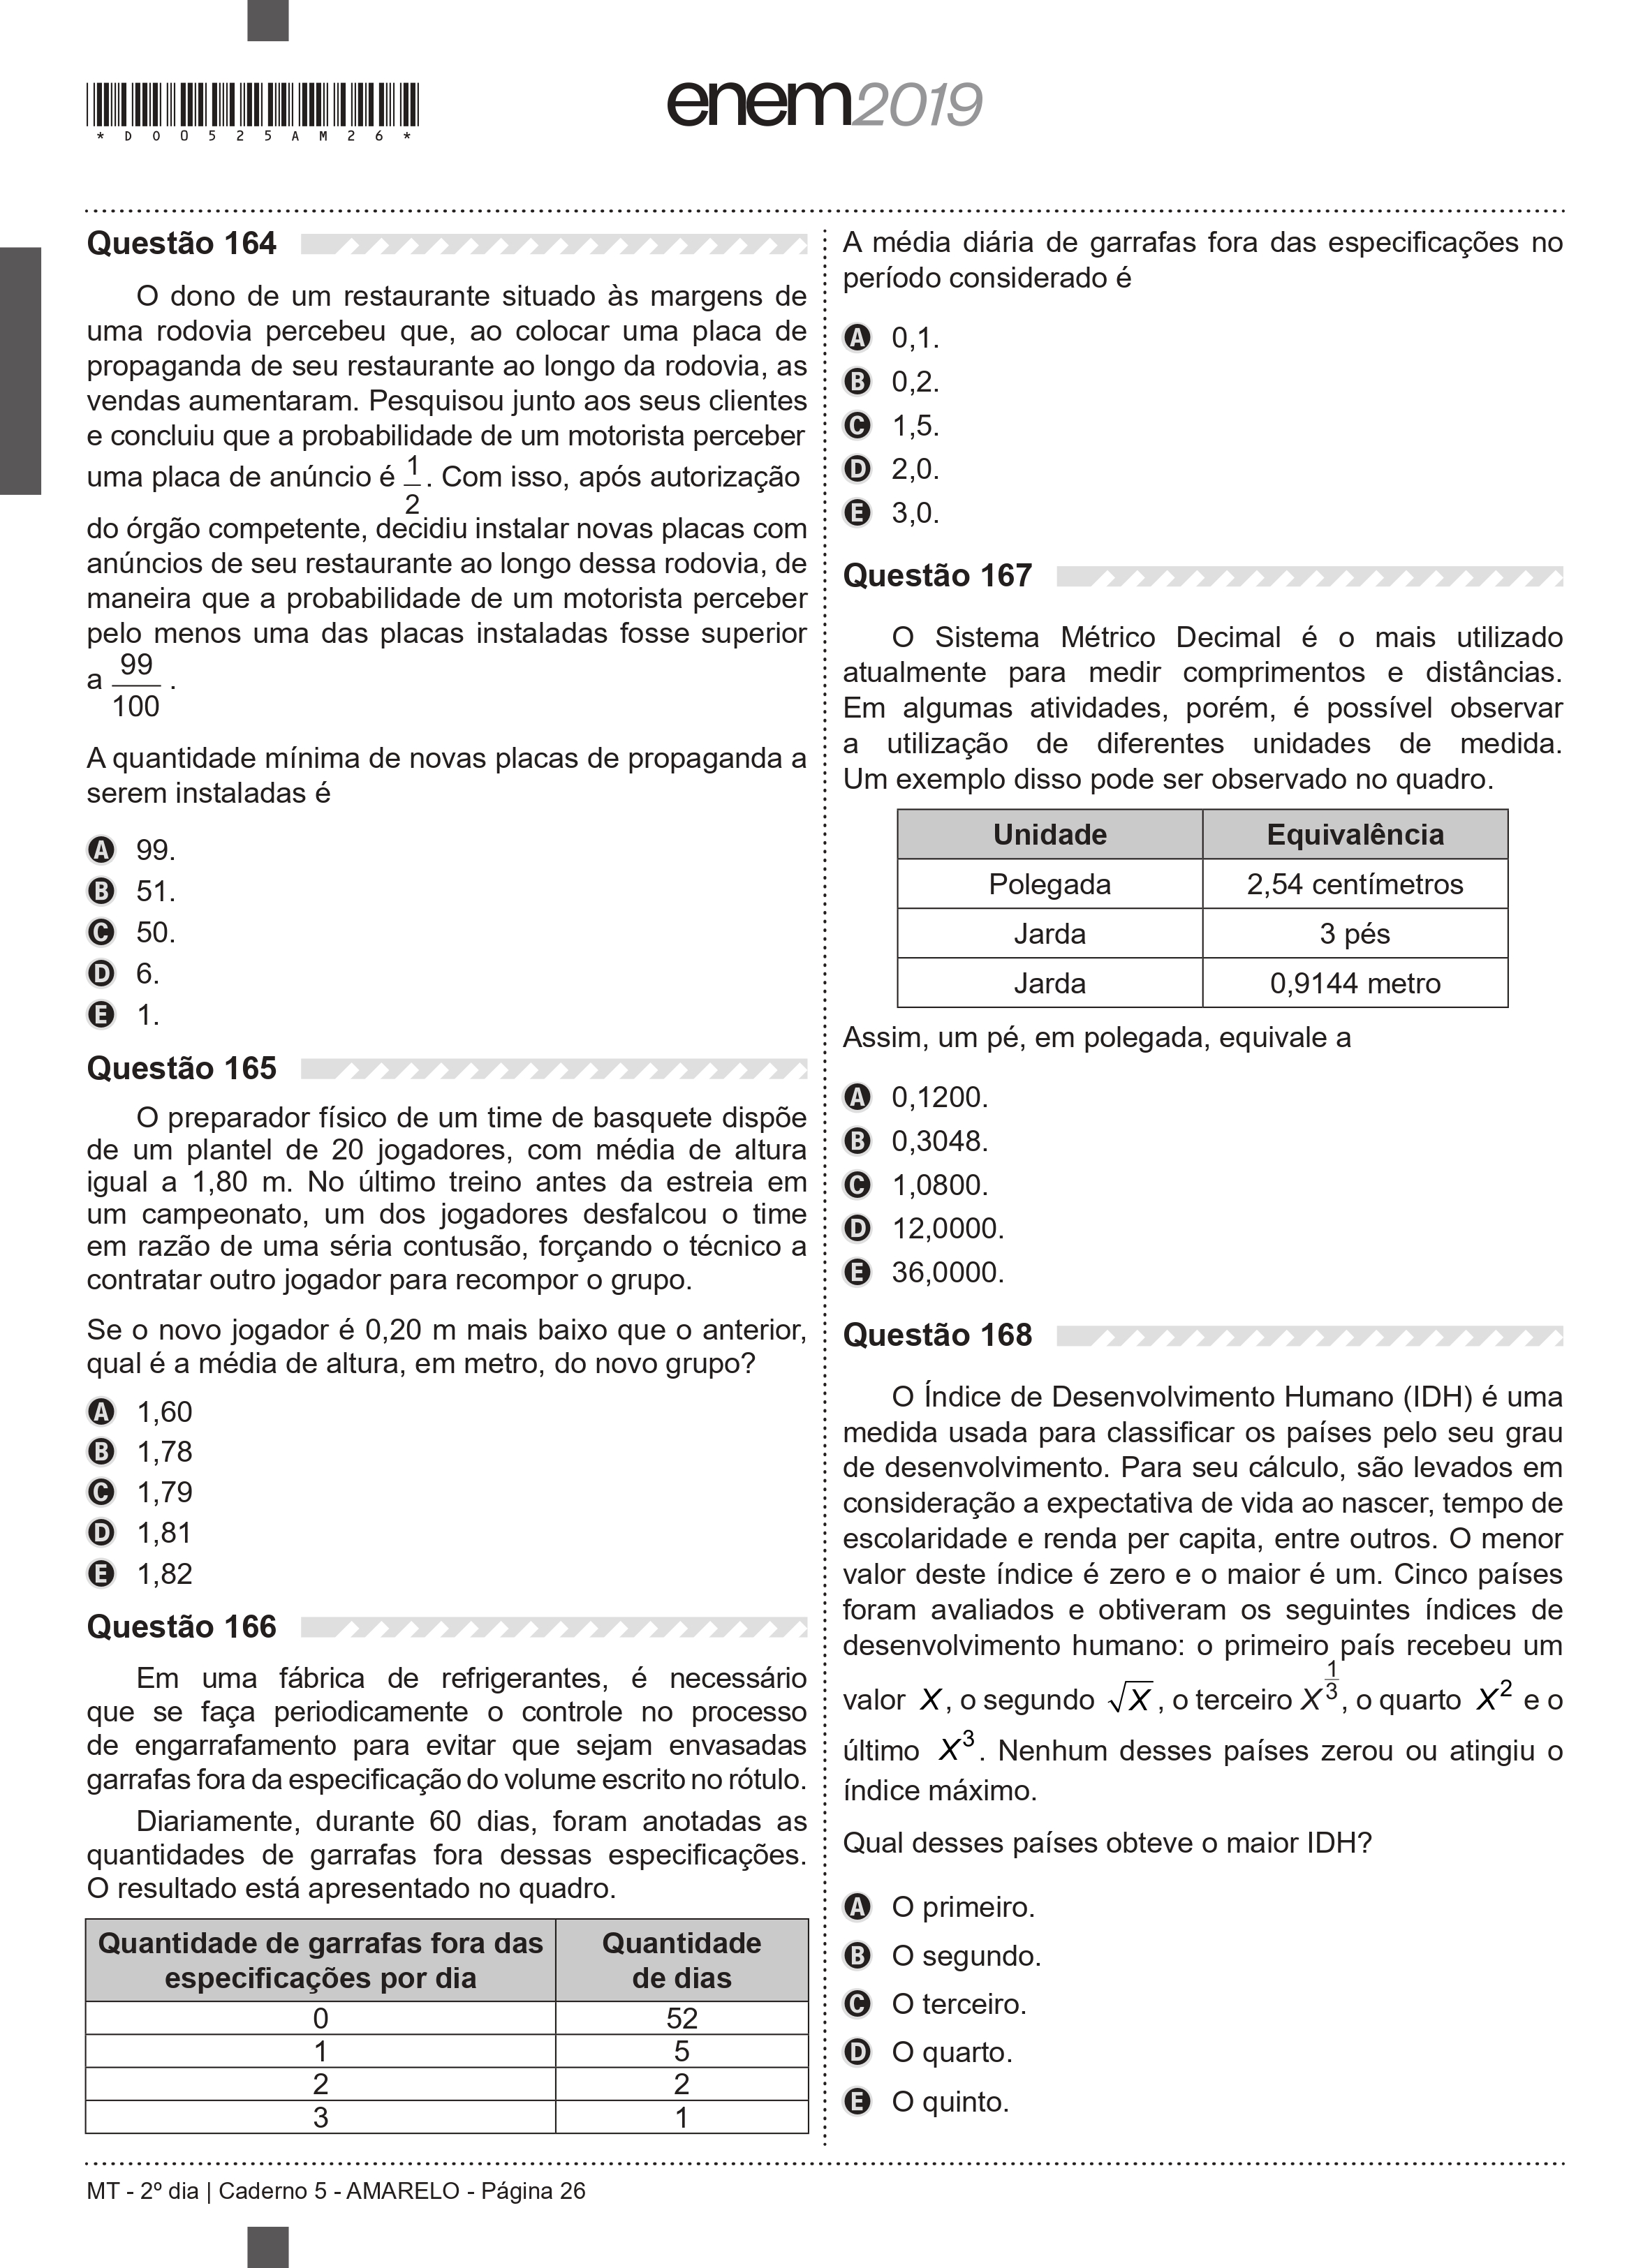 *D0O525AM26*
enem2019
Questão 164
O dono de um restaurante situado às margens de
uma rodovia percebeu que, ao colocar uma placa de
propaganda de seu restaurante ao longo da rodovia, as
vendas aumentaram. Pesquisou junto aos seus clientes
e concluiu que a probabilidade de um motorista perceber
uma placa de anúncio é 1/2. Com isso, após autorização
do órgão competente, decidiu instalar novas placas com
anúncios de seu restaurante ao longo dessa rodovia, de
maneira que a probabilidade de um motorista perceber
pelo menos uma das placas instaladas fosse superior
a 99/100.
A quantidade mínima de novas placas de propaganda a
serem instaladas é
A 99.
B 51.
C 50.
D 6.
E 1.
Questão 165
O preparador físico de um time de basquete dispõe
de um plantel de 20 jogadores, com média de altura
igual a 1,80 m. No último treino antes da estreia em
um campeonato, um dos jogadores desfalcou o time
em razão de uma séria contusão, forçando o técnico a
contratar outro jogador para recompor o grupo.
Se o novo jogador é 0,20 m mais baixo que o anterior,
qual é a média de altura, em metro, do novo grupo?
A 1,60
B 1,78
C 1,79
D 1,81
E 1,82
Questão 166
Em uma fábrica de refrigerantes, é necessário
que se faça periodicamente o controle no processo
de engarrafamento para evitar que sejam envasadas
garrafas fora da especificação do volume escrito no rótulo.
Diariamente, durante 60 dias, foram anotadas as
quantidades de garrafas fora dessas especificações.
O resultado está apresentado no quadro.
Quantidade de garrafas fora das
especificações por dia
Quantidade
de dias
0 52
1 5
2 2
3 1
A média diária de garrafas fora das especificações no
período considerado é
A 0,1.
B 0,2.
C 1,5.
D 2,0.
E 3,0.
Questão 167
O Sistema Métrico Decimal é o mais utilizado
atualmente para medir comprimentos e distâncias.
Em algumas atividades, porém, é possível observar
a utilização de diferentes unidades de medida.
Um exemplo disso pode ser observado no quadro.
Unidade Equivalência
Polegada 2,54 centímetros
Jarda 3 pés
Jarda 0,9144 metro
Assim, um pé, em polegada, equivale a
A 0,1200.
B 0,3048.
C 1,0800.
D 12,0000.
E 36,0000.
Questão 168
O Índice de Desenvolvimento Humano (IDH) é uma
medida usada para classificar os países pelo seu grau
de desenvolvimento. Para seu cálculo, são levados em
consideração a expectativa de vida ao nascer, tempo de
escolaridade e renda per capita, entre outros. O menor
valor deste índice é zero e o maior é um. Cinco países
foram avaliados e obtiveram os seguintes índices de
desenvolvimento humano: o primeiro país recebeu um
valor X, o segundo √X, o terceiro X^(1/3), o quarto X² e o
último X³. Nenhum desses países zerou ou atingiu o
índice máximo.
Qual desses países obteve o maior IDH?
A O primeiro.
B O segundo.
C O terceiro.
D O quarto.
E O quinto.
MT - 2º dia | Caderno 5 - AMARELO - Página 26